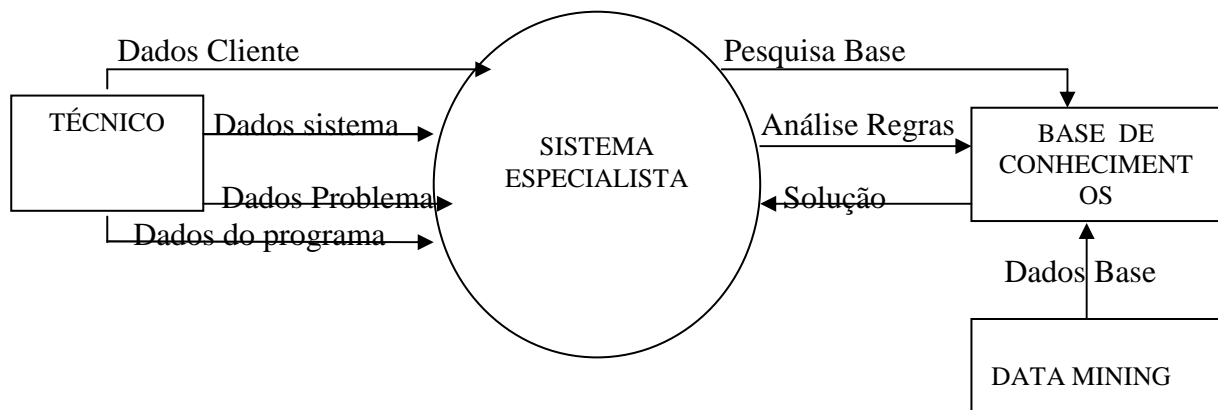 Dados Cliente
Pesquisa Base
TÉCNICO
Dados sistema
Análise Regras
SISTEMA
ESPECIALISTA
BASE DE
CONHECIMENT
OS
Dados Problema
Solução
Dados do programa
Dados Base
DATA MINING